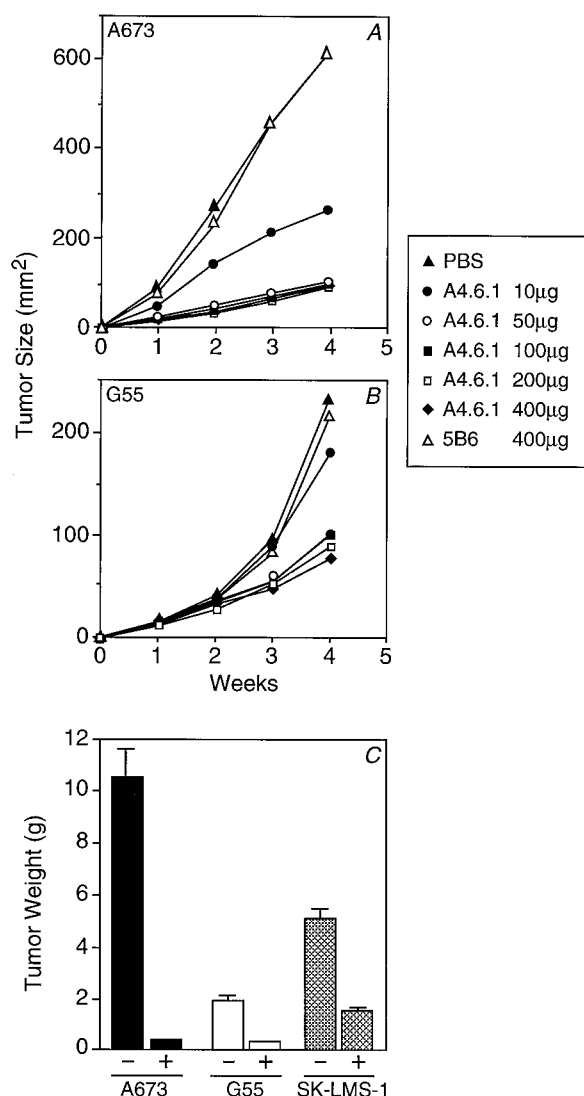 A673
A
600
400
200
0
0 1 2 3 4 5
G55
B
200
100
0
0 1 2 3 4 5
Weeks
Tumor Size (mm²)
PBS
A4.6.1 10μg
A4.6.1 50μg
A4.6.1 100μg
A4.6.1 200μg
A4.6.1 400μg
5B6 400μg
C
12
10
8
6
4
2
0
Tumor Weight (g)
− + − + − +
A673 G55 SK-LMS-1